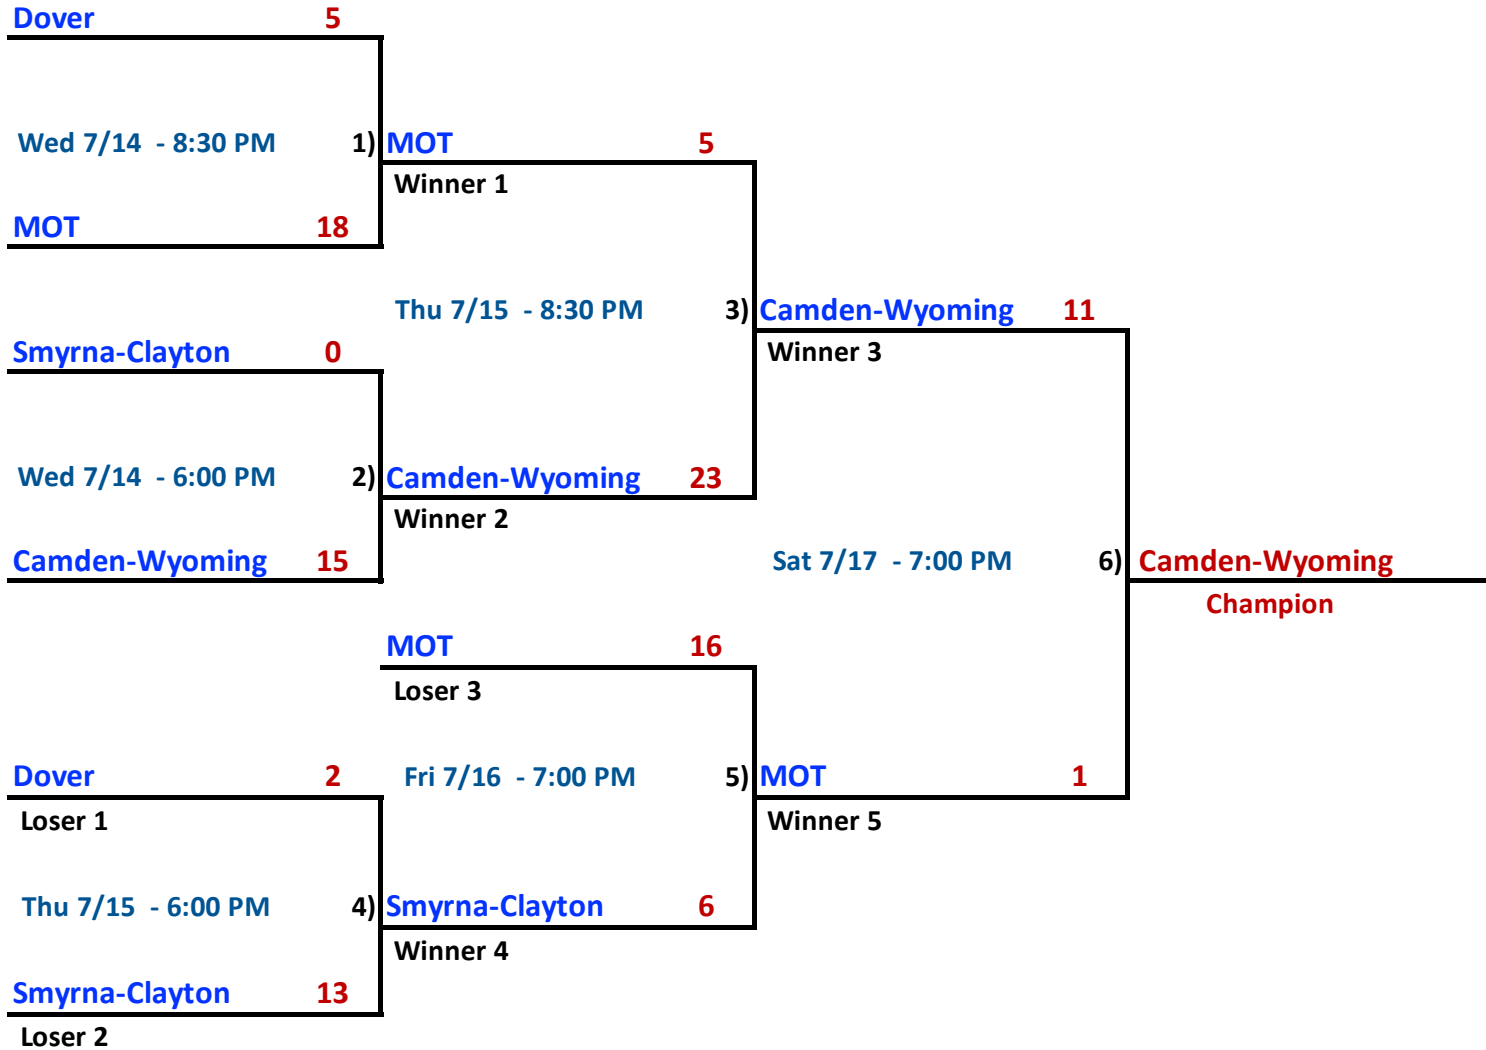 Dover 5
Wed 7/14 - 8:30 PM 1) MOT 5
Winner 1
MOT 18
Thu 7/15 - 8:30 PM 3) Camden-Wyoming 11
Smyrna-Clayton 0
Winner 3
Wed 7/14 - 6:00 PM 2) Camden-Wyoming 23
Winner 2
Camden-Wyoming 15
Sat 7/17 - 7:00 PM 6) Camden-Wyoming
Champion
MOT 16
Loser 3
Dover 2
Fri 7/16 - 7:00 PM 5) MOT 1
Loser 1
Winner 5
Thu 7/15 - 6:00 PM 4) Smyrna-Clayton 6
Winner 4
Smyrna-Clayton 13
Loser 2